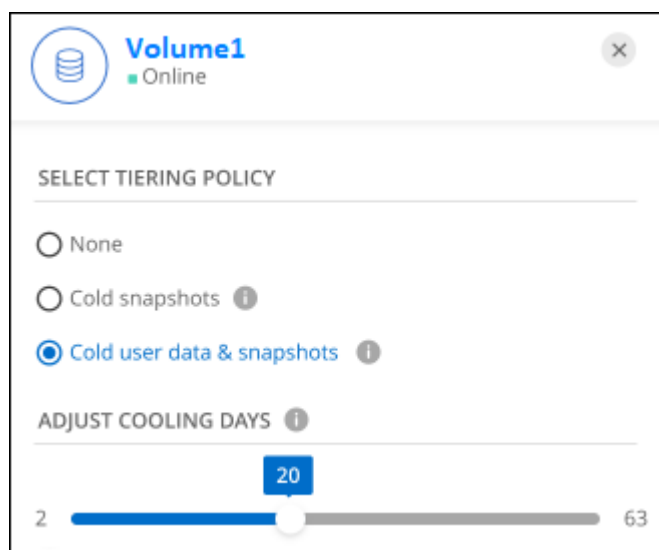 Volume1
Online
SELECT TIERING POLICY
None
Cold snapshots
Cold user data & snapshots
ADJUST COOLING DAYS
20
2 63